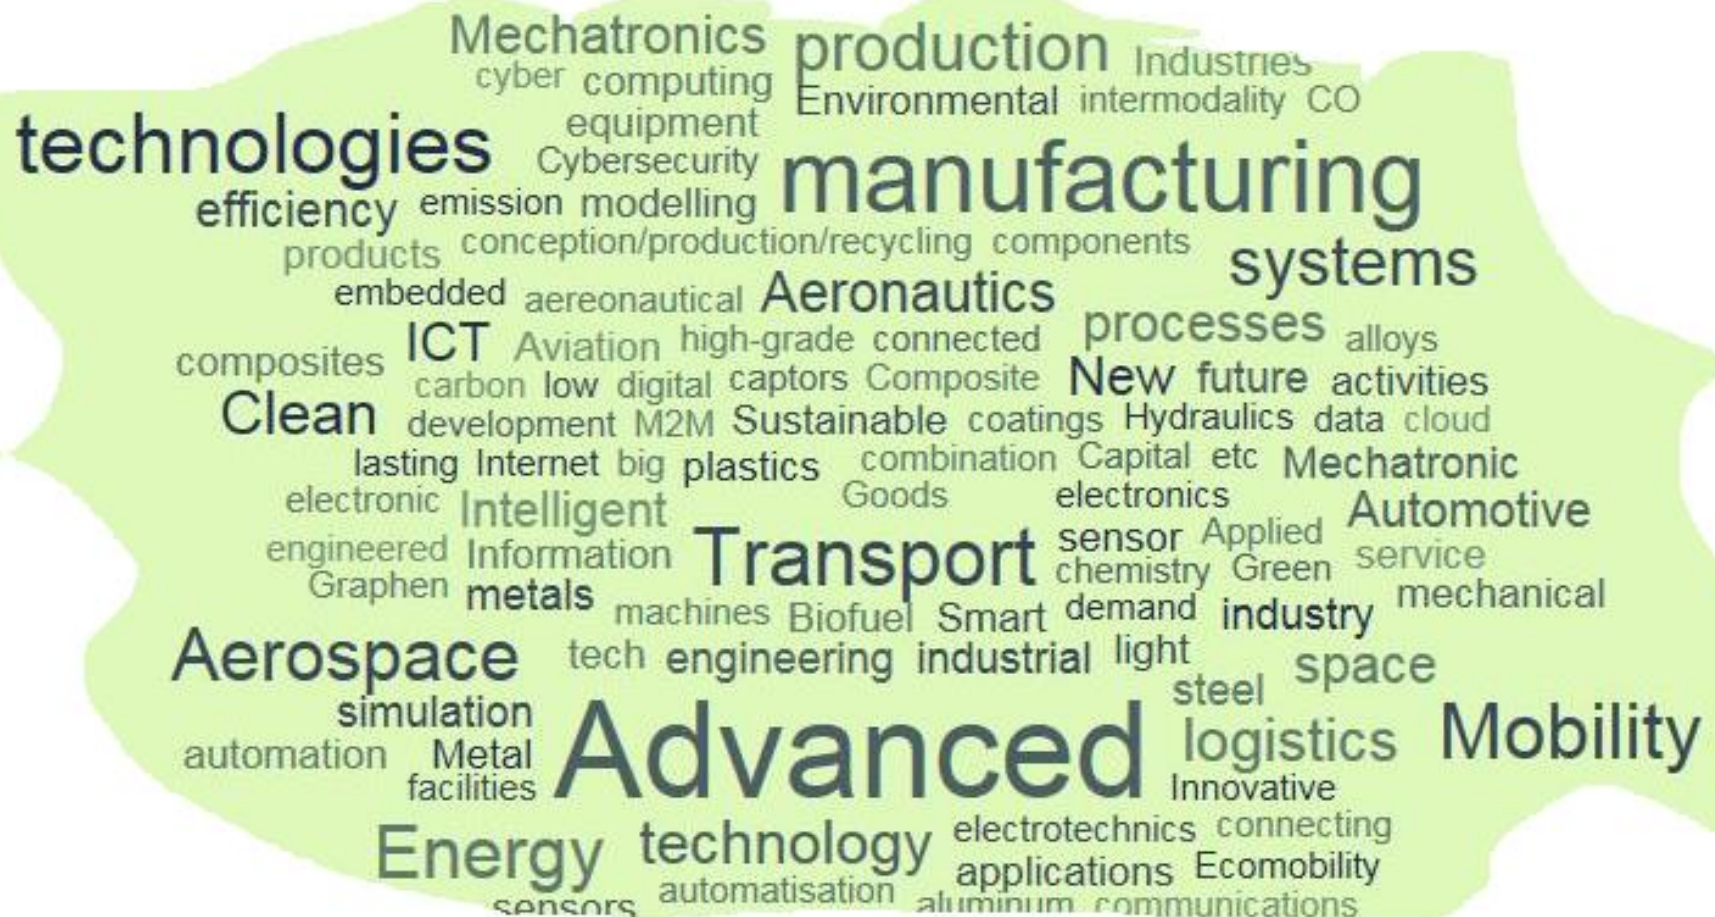 Mechatronics production Industries
cyber computing
Environmental intermodality CO
technologies equipment
Cybersecurity manufacturing
efficiency emission modelling
products conception/production/recycling components systems
embedded aereonautical Aeronautics
processes
composites ICT Aviation high-grade connected alloys
carbon low digital captors Composite New future activities
Clean development M2M Sustainable coatings Hydraulics data cloud
lasting Internet big plastics combination Capital etc Mechatronic
electronic Intelligent Goods electronics Automotive
engineered Information Transport sensor Applied service
Graphen metals chemistry Green mechanical
machines Biofuel Smart demand industry
Aerospace tech engineering industrial light space
steel
simulation Advanced logistics Mobility
automation Metal
facilities Innovative
Energy technology electrotechnics connecting
applications Ecomobility
sensors automatisation aluminum communications